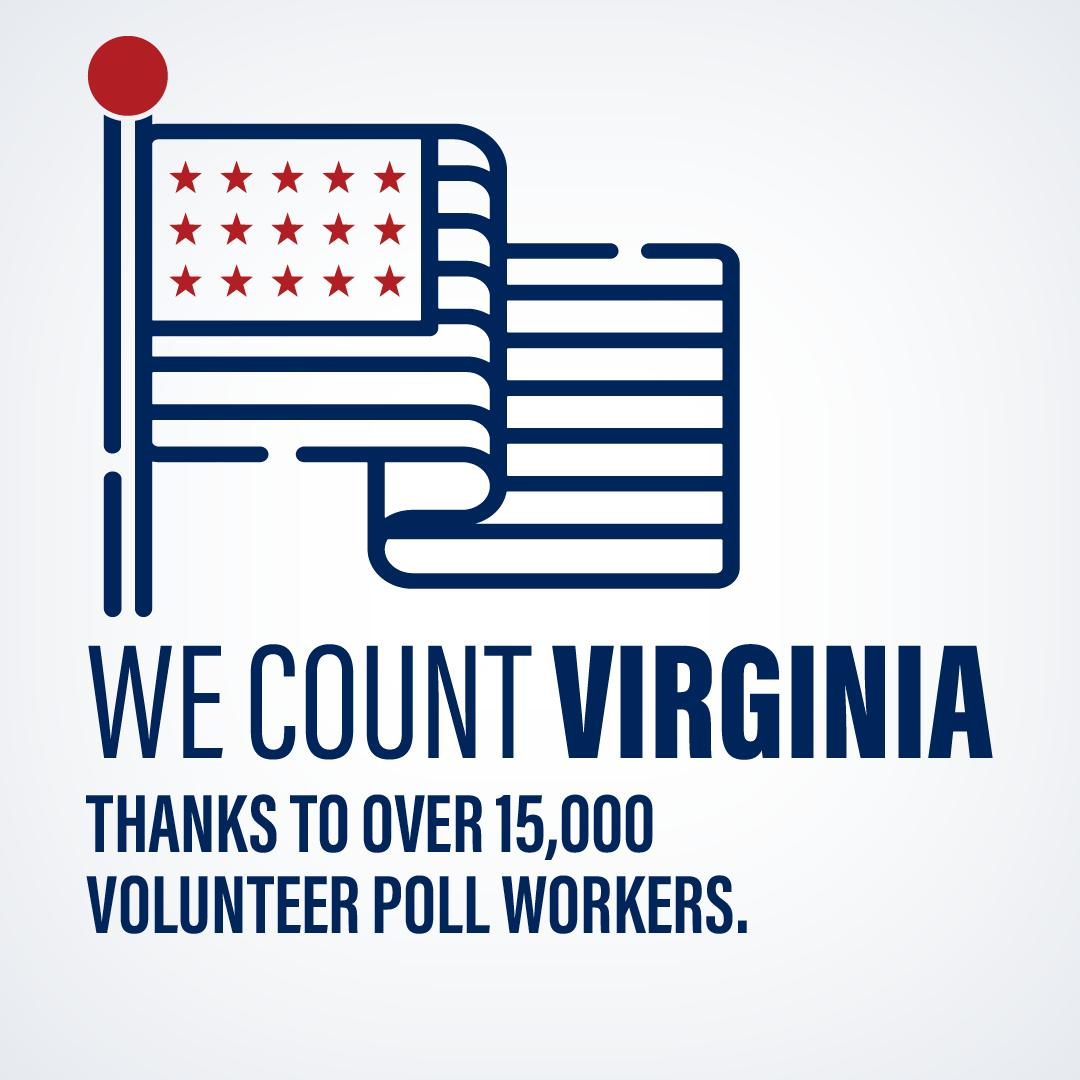 WE COUNT VIRGINIA
THANKS TO OVER 15,000
VOLUNTEER POLL WORKERS.